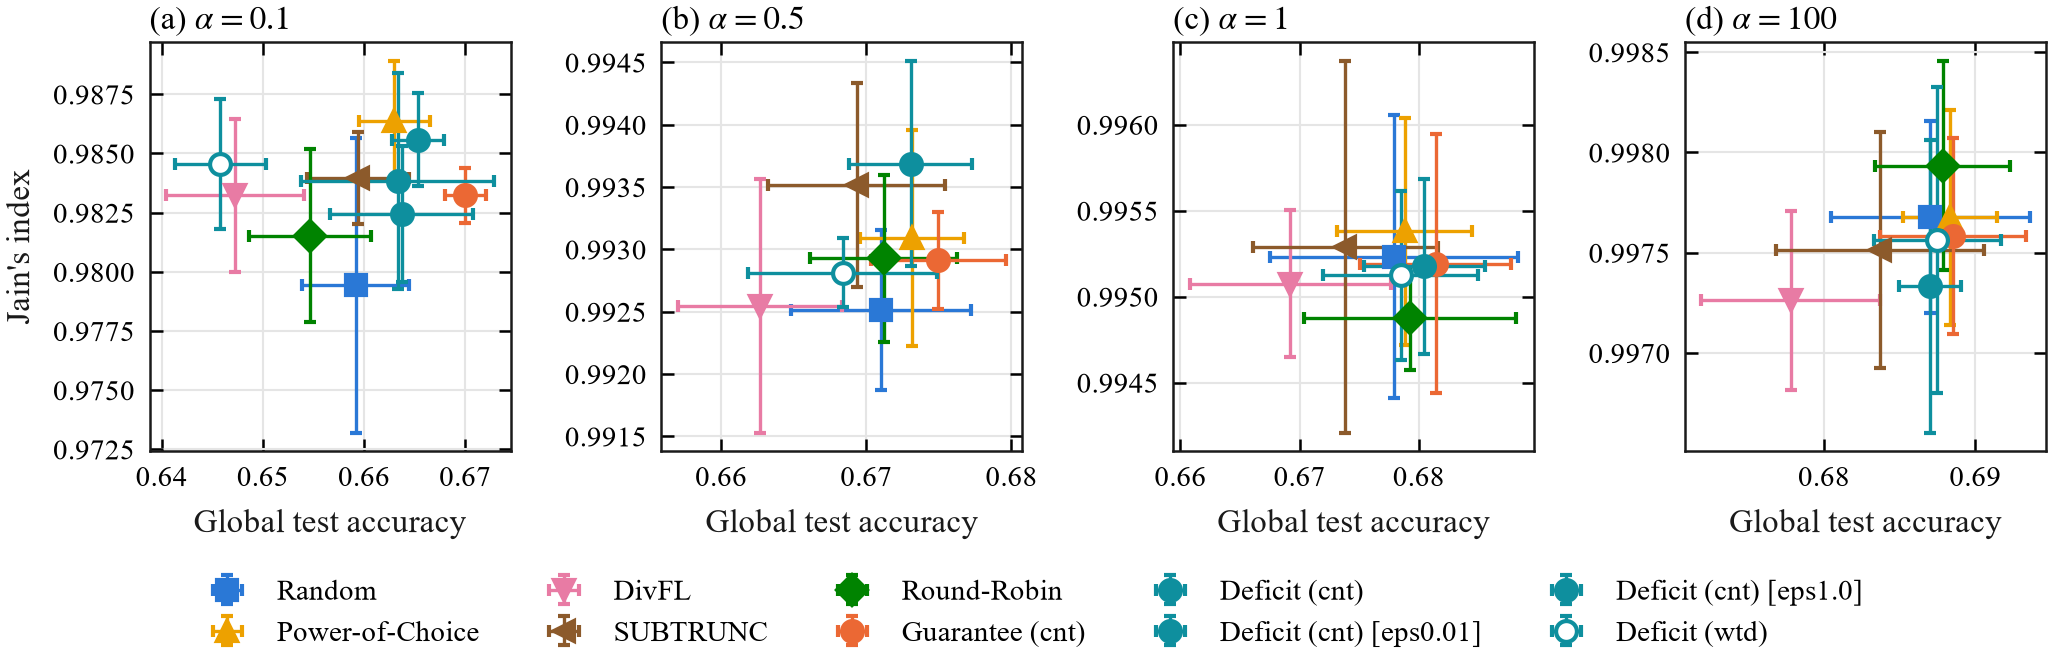 (a) α = 0.1
(b) α = 0.5
(c) α = 1
(d) α = 100
Jain's index
0.9875
0.9850
0.9825
0.9800
0.9775
0.9750
0.9725
0.64 0.65 0.66 0.67
Global test accuracy
0.9945
0.9940
0.9935
0.9930
0.9925
0.9920
0.9915
0.66 0.67 0.68
Global test accuracy
0.9960
0.9955
0.9950
0.9945
0.66 0.67 0.68
Global test accuracy
0.9985
0.9980
0.9975
0.9970
0.68 0.69
Global test accuracy
Random
Power-of-Choice
DivFL
SUBTRUNC
Round-Robin
Guarantee (cnt)
Deficit (cnt)
Deficit (cnt) [eps0.01]
Deficit (cnt) [eps1.0]
Deficit (wtd)